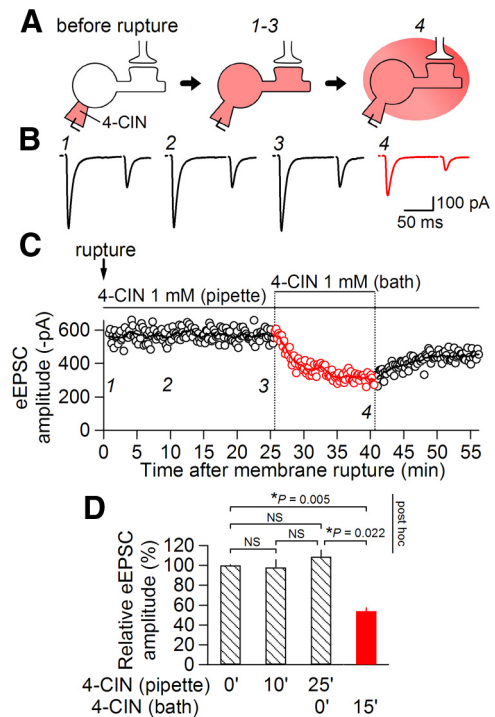 A
before rupture
1-3
4
4-CIN
B
1
2
3
4
100 pA
50 ms
C
rupture
4-CIN 1 mM (pipette)
4-CIN 1 mM (bath)
eEPSC
amplitude (-pA)
600
400
200
0
1
2
3
4
0 5 10 15 20 25 30 35 40 45 50 55
Time after membrane rupture (min)
D
*P = 0.005
NS
*P = 0.022
NS
NS
post hoc
Relative eEPSC
amplitude (%)
120
100
80
60
40
20
0
4-CIN (pipette) 0' 10' 25'
4-CIN (bath) 0' 15'